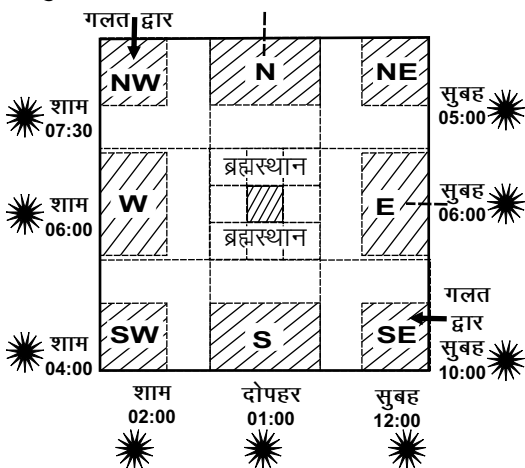 गलत द्वार
NW
N
NE
शाम
07:30
सुबह
05:00
ब्रह्मस्थान
W
E
शाम
06:00
सुबह
06:00
ब्रह्मस्थान
गलत
द्वार
SW
S
SE
शाम
04:00
सुबह
10:00
शाम
02:00
दोपहर
01:00
सुबह
12:00